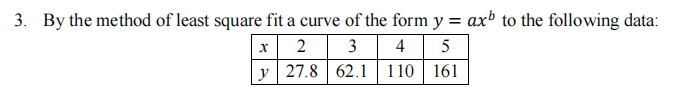 3. By the method of least square fit a curve of the form y = ax^b to the following data:
x 2 3 4 5
y 27.8 62.1 110 161